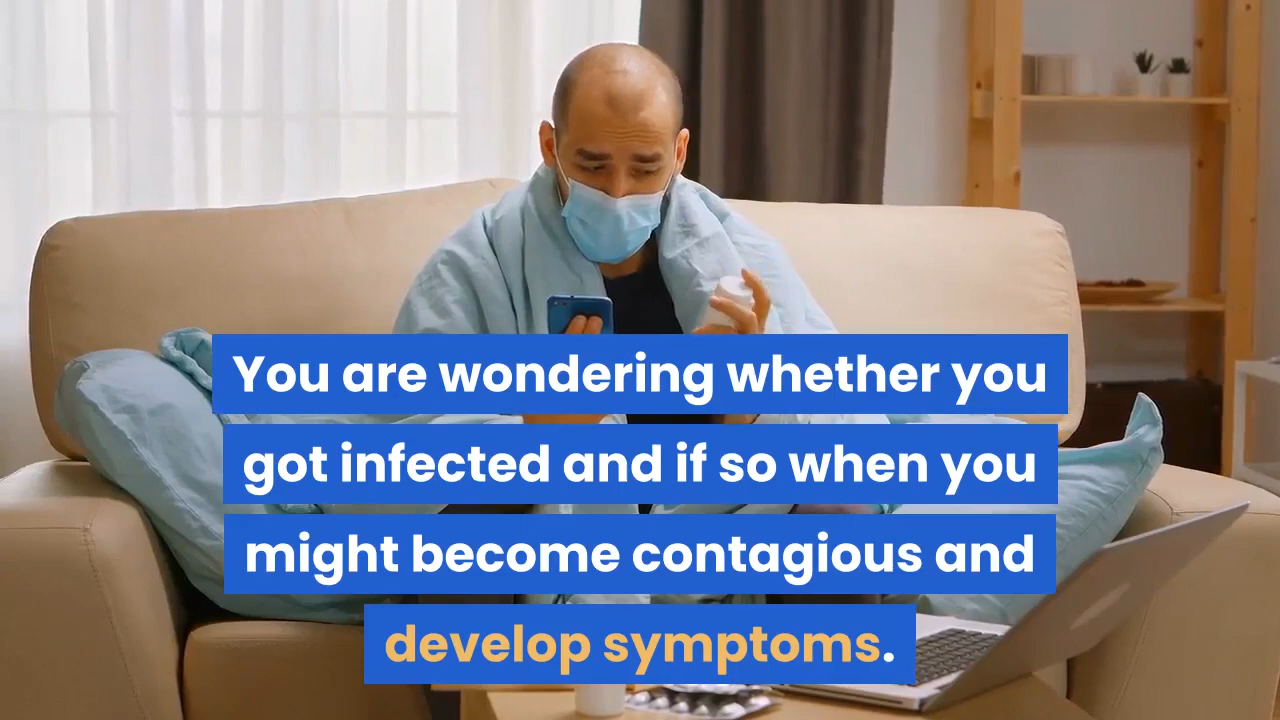 You are wondering whether you
got infected and if so when you
might become contagious and
develop symptoms.